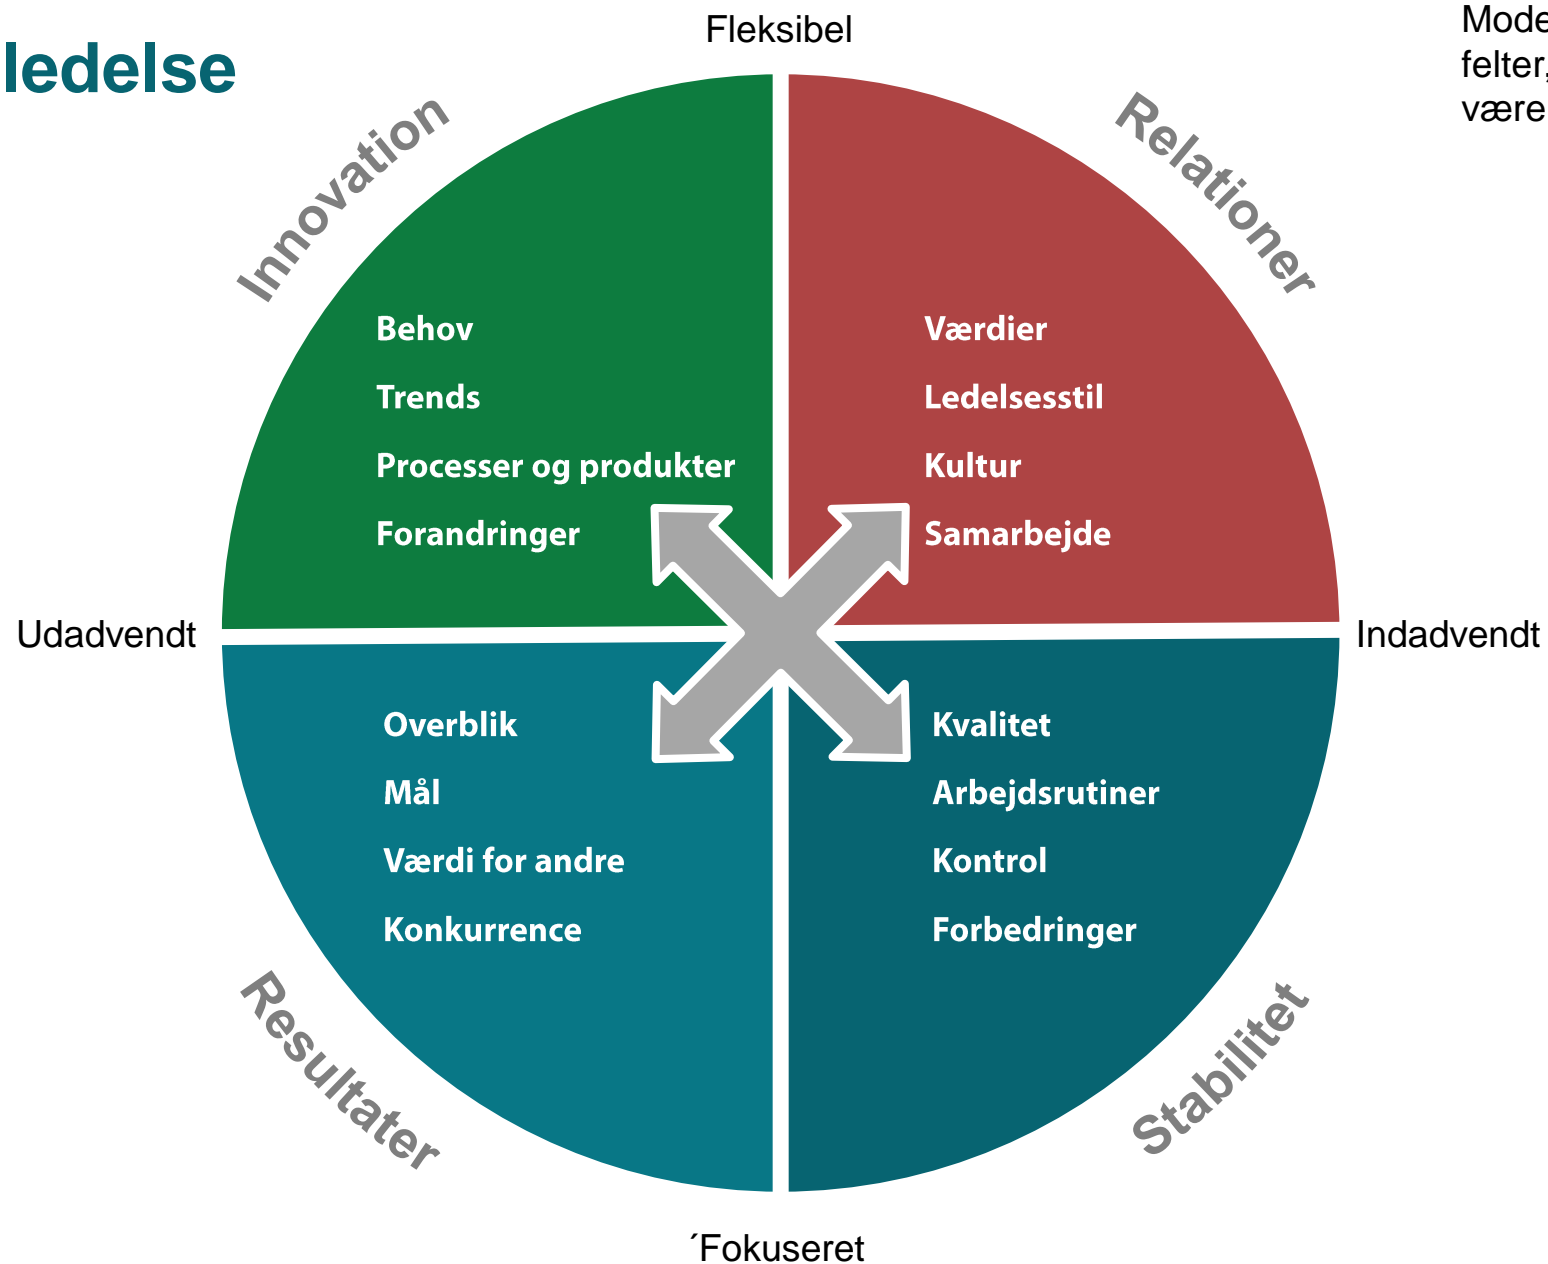 Fleksibel
ledelse
Mode
felter,
være
Innovation
Relationer
Behov
Trends
Processer og produkter
Forandringer
Værdier
Ledelsesstil
Kultur
Samarbejde
Udadvendt
Indadvendt
Overblik
Mål
Værdi for andre
Konkurrence
Kvalitet
Arbejdsrutiner
Kontrol
Forbedringer
Resultater
Stabilitet
´Fokuseret